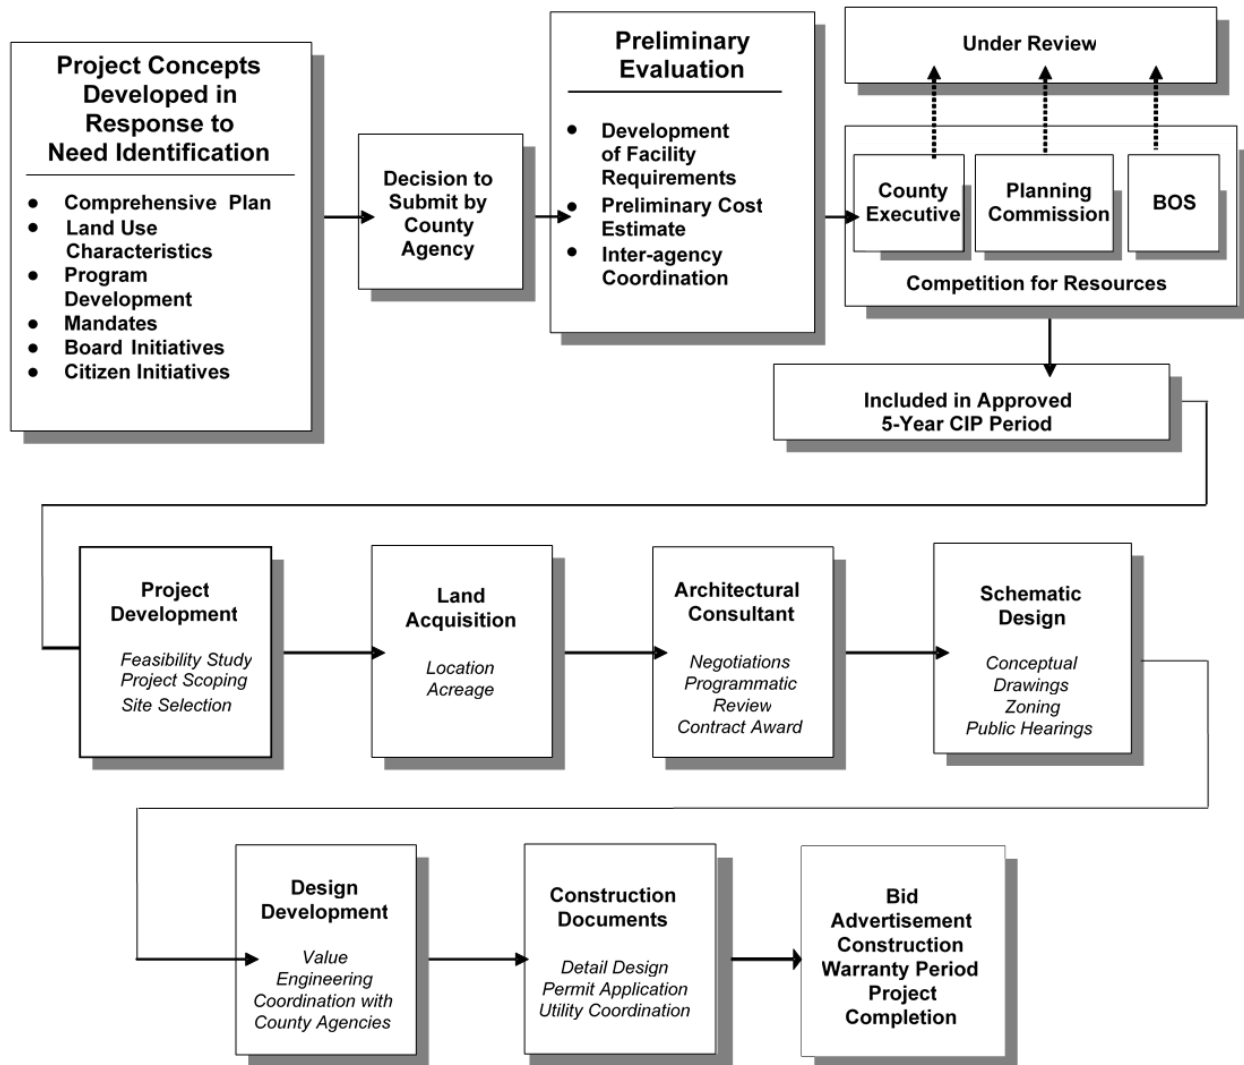 Project Concepts
Developed in
Response to
Need Identification
● Comprehensive Plan
● Land Use
Characteristics
● Program
Development
● Mandates
● Board Initiatives
● Citizen Initiatives
Decision to
Submit by
County
Agency
Preliminary
Evaluation
● Development
of Facility
Requirements
● Preliminary Cost
Estimate
● Inter-agency
Coordination
Under Review
County
Executive
Planning
Commission
BOS
Competition for Resources
Included in Approved
5-Year CIP Period
Project
Development
Feasibility Study
Project Scoping
Site Selection
Land
Acquisition
Location
Acreage
Architectural
Consultant
Negotiations
Programmatic
Review
Contract Award
Schematic
Design
Conceptual
Drawings
Zoning
Public Hearings
Design
Development
Value
Engineering
Coordination with
County Agencies
Construction
Documents
Detail Design
Permit Application
Utility Coordination
Bid
Advertisement
Construction
Warranty Period
Project
Completion